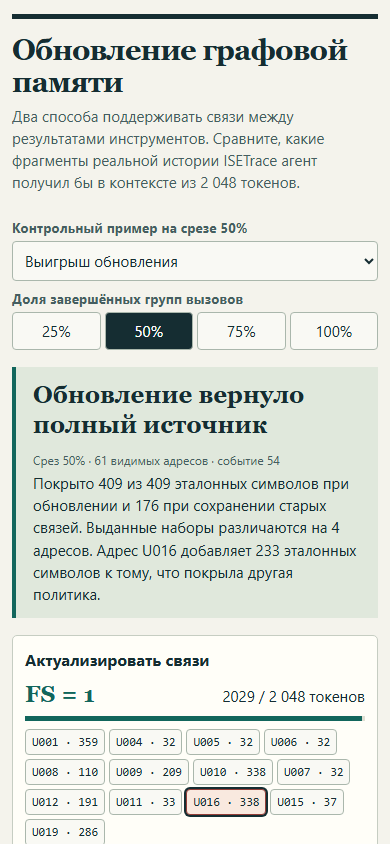 Обновление графовой
памяти
Два способа поддерживать связи между
результатами инструментов. Сравните, какие
фрагменты реальной истории ISETrace агент
получил бы в контексте из 2 048 токенов.
Контрольный пример на срезе 50%
Выигрыш обновления
Доля завершённых групп вызовов
25% 50% 75% 100%
Обновление вернуло
полный источник
Срез 50% · 61 видимых адресов · событие 54
Покрыто 409 из 409 эталонных символов при
обновлении и 176 при сохранении старых
связей. Выданные наборы различаются на 4
адресов. Адрес U016 добавляет 233 эталонных
символов к тому, что покрыла другая
политика.
Актуализировать связи
FS = 1 2029 / 2 048 токенов
U001 · 359 U004 · 32 U005 · 32 U006 · 32
U008 · 110 U009 · 209 U010 · 338 U007 · 32
U012 · 191 U011 · 33 U016 · 338 U015 · 37
U019 · 286